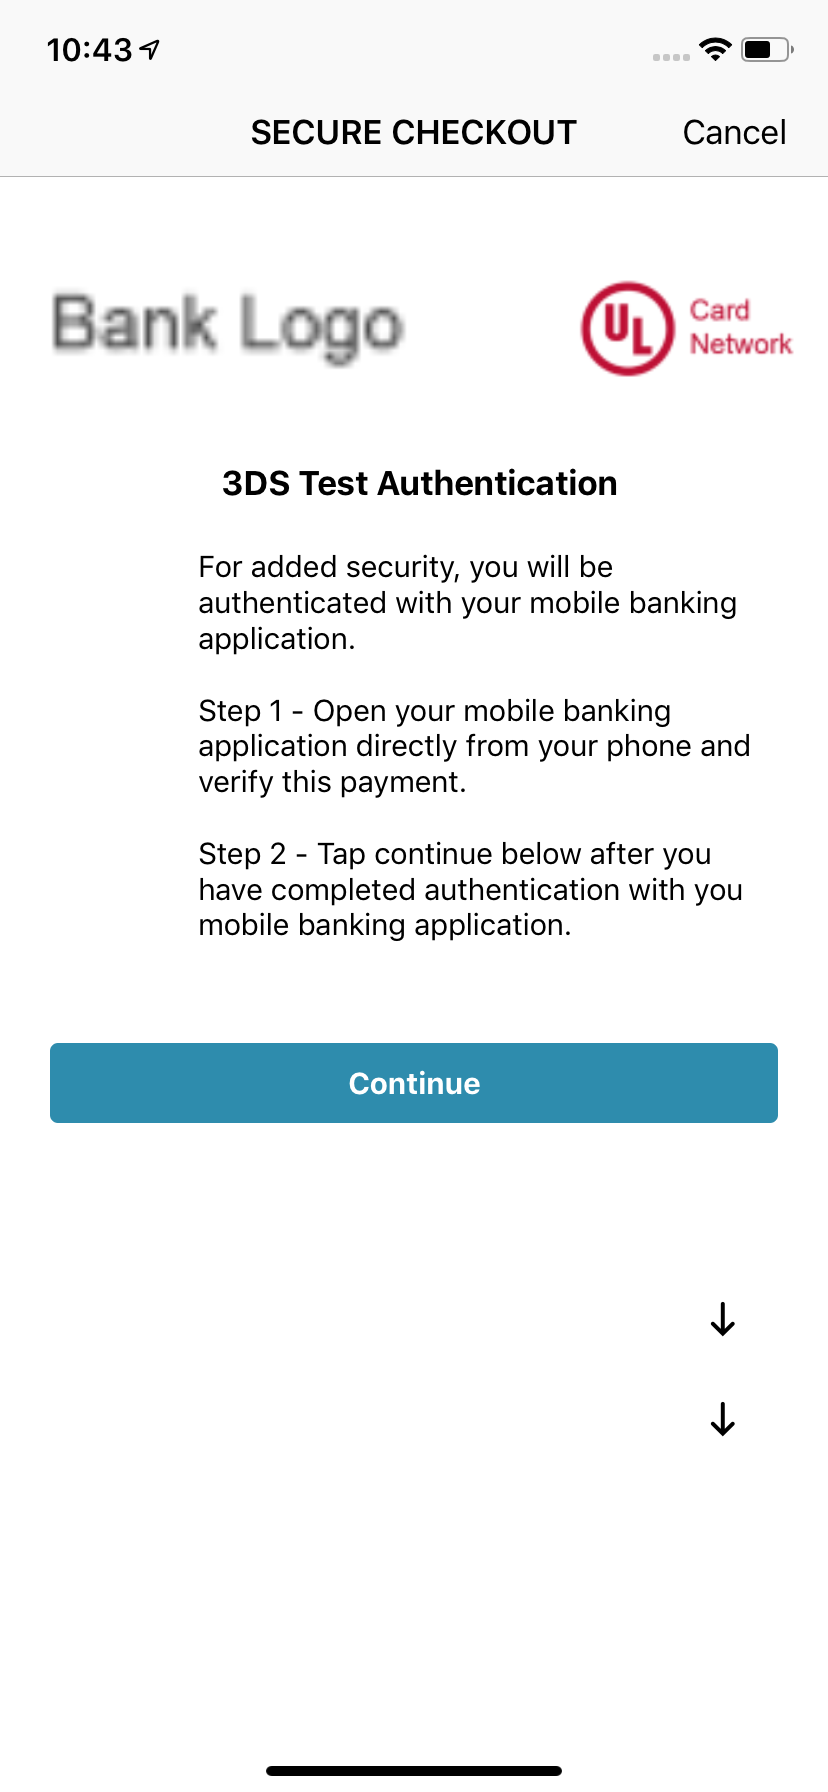 10:43
SECURE CHECKOUT Cancel
Bank Logo
UL
Card
Network
3DS Test Authentication
For added security, you will be
authenticated with your mobile banking
application.
Step 1 - Open your mobile banking
application directly from your phone and
verify this payment.
Step 2 - Tap continue below after you
have completed authentication with you
mobile banking application.
Continue